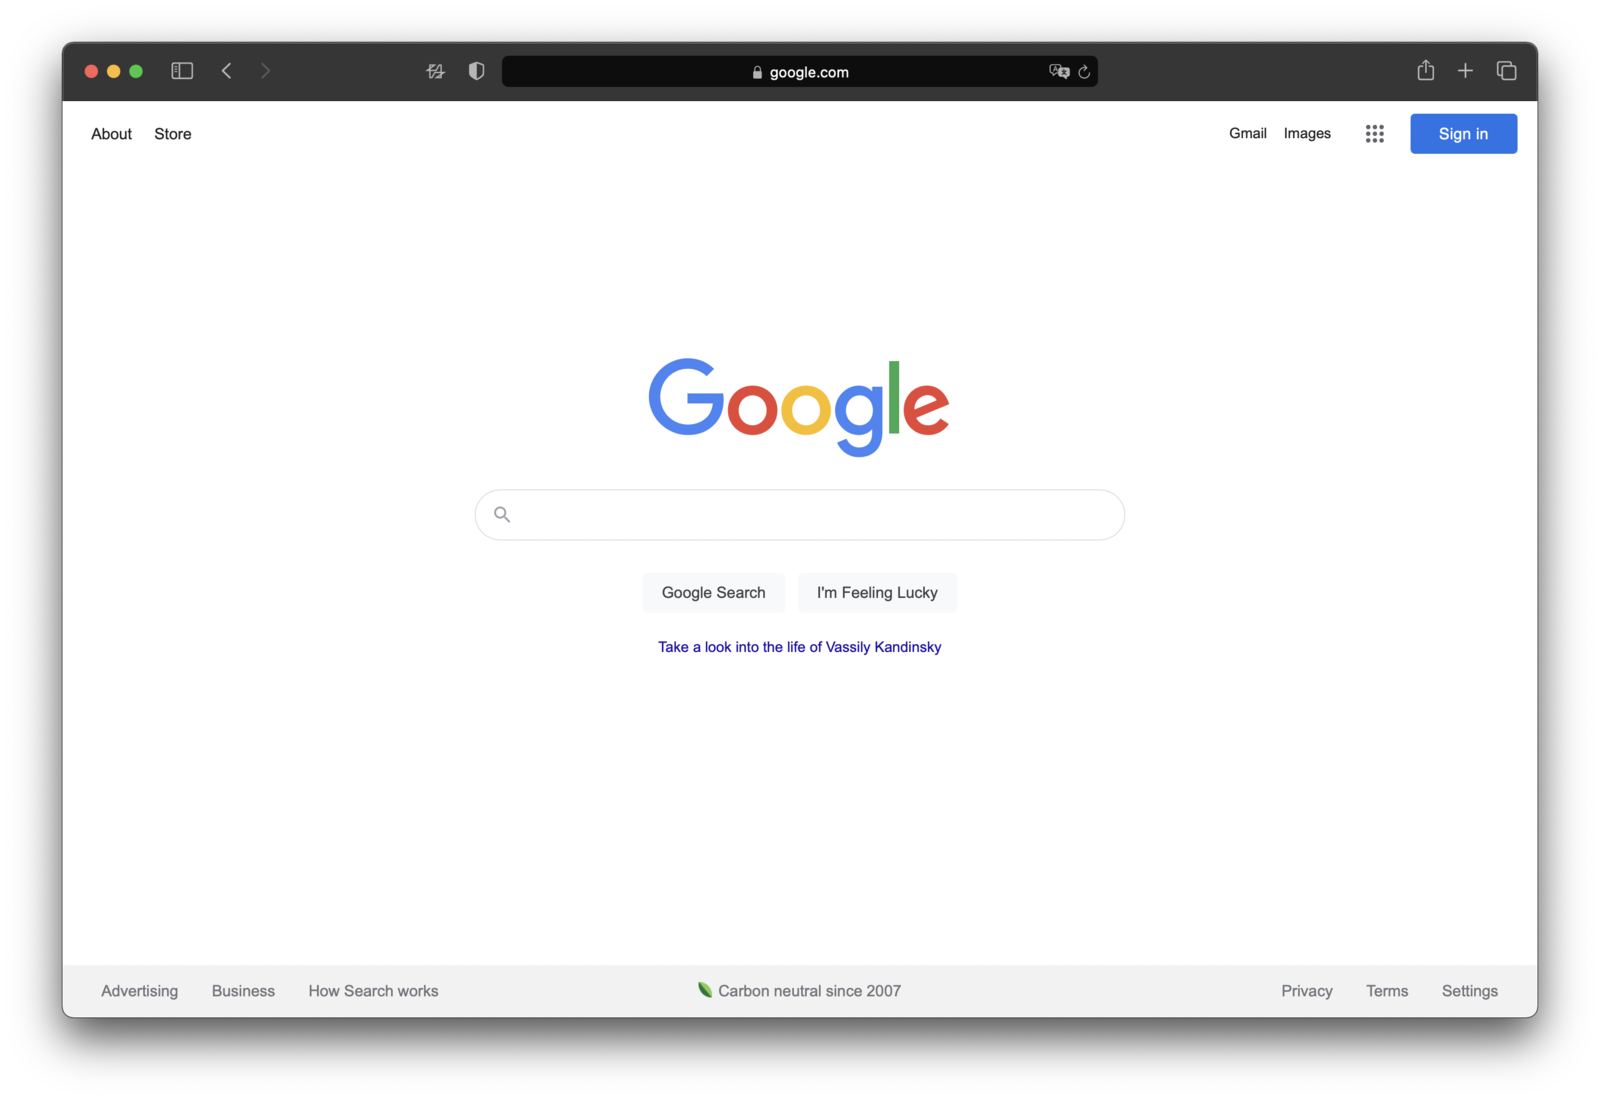 google.com
About Store Gmail Images Sign in
Google
Google Search I'm Feeling Lucky
Take a look into the life of Vassily Kandinsky
Advertising Business How Search works Carbon neutral since 2007 Privacy Terms Settings